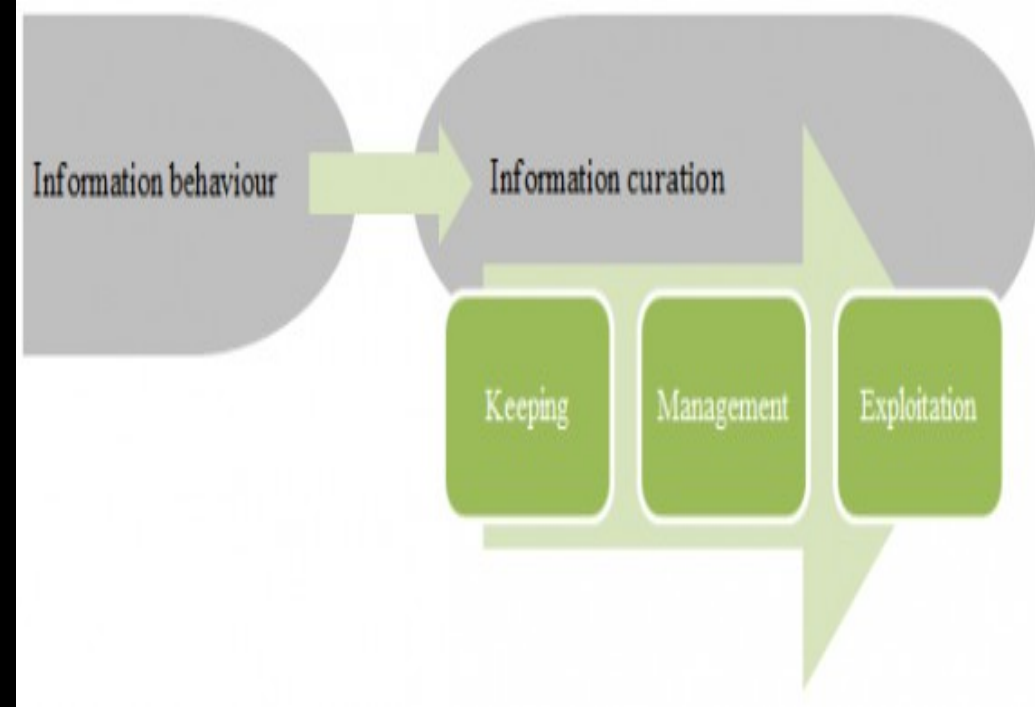 Information behaviour
Information curation
Keeping
Management
Exploitation